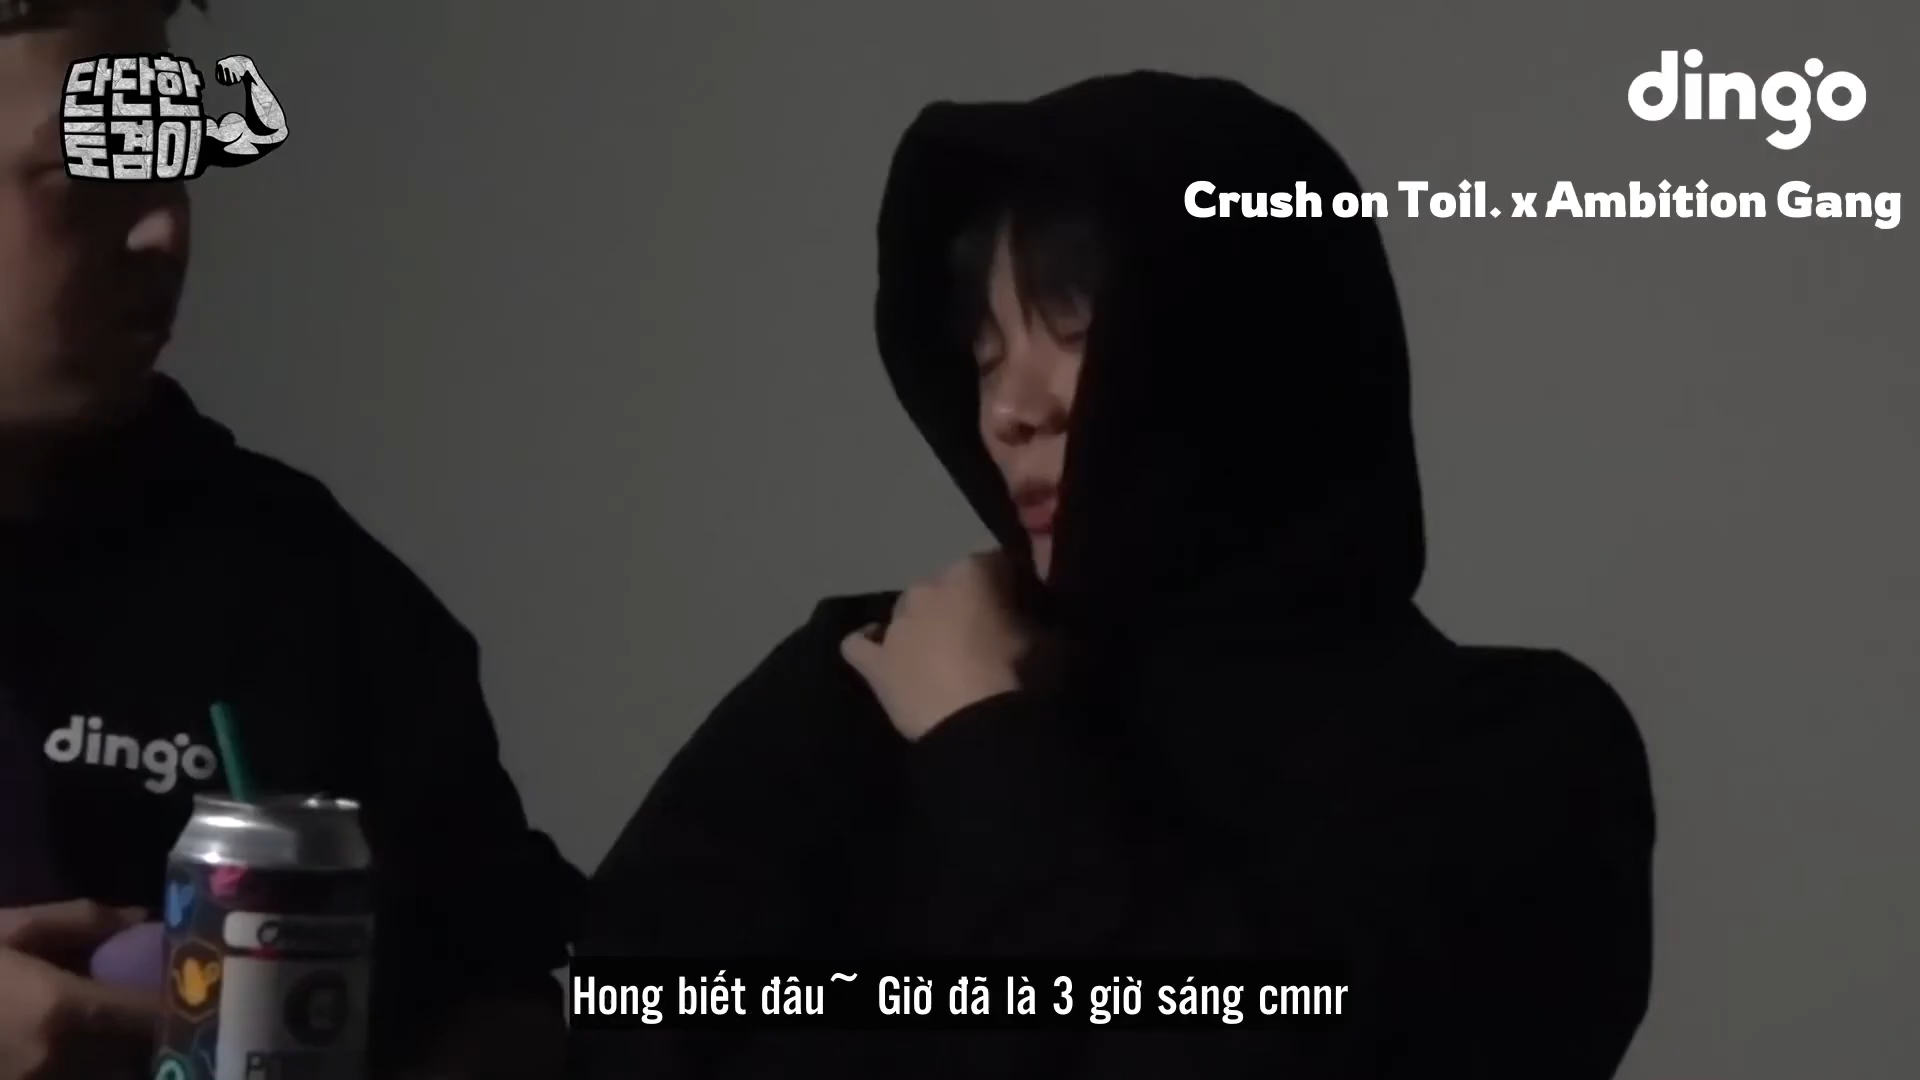 단단한
토겸이
dingo
Crush on Toil. x Ambition Gang
dingo
Hong biết đâu~ Giờ đã là 3 giờ sáng cmnr